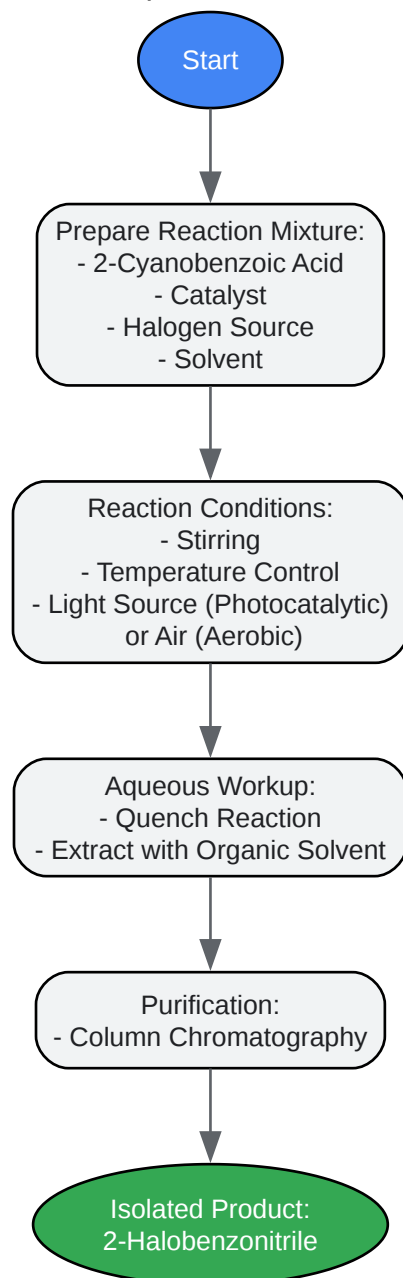 Start
Prepare Reaction Mixture:
- 2-Cyanobenzoic Acid
- Catalyst
- Halogen Source
- Solvent
Reaction Conditions:
- Stirring
- Temperature Control
- Light Source (Photocatalytic)
or Air (Aerobic)
Aqueous Workup:
- Quench Reaction
- Extract with Organic Solvent
Purification:
- Column Chromatography
Isolated Product:
2-Halobenzonitrile